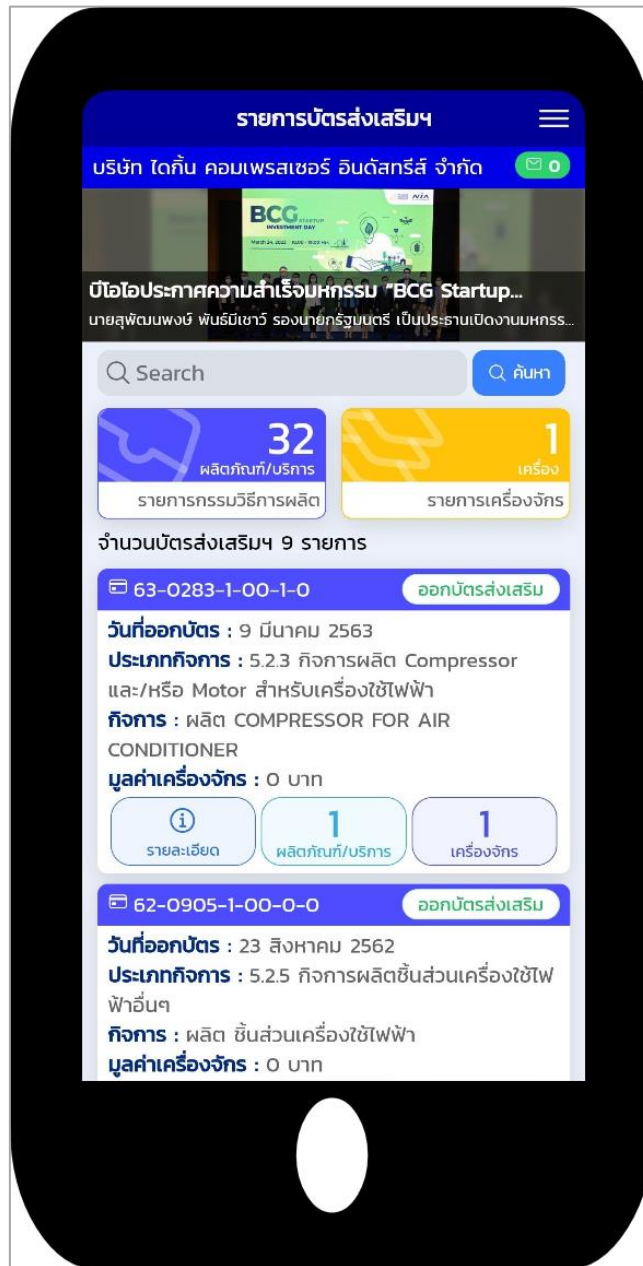 รายการบัตรส่งเสริมฯ
บริษัท ไดกิ้น คอมเพรสเซอร์ อินดัสทรีส์ จำกัด
0
NIA
BCG STARTUP
INVESTMENT DAY
บีโอไอประกาศความสำเร็จมหกรรม "BCG Startup...
นายสุพัฒนพงษ์ พันธ์มีเชาว์ รองนายกรัฐมนตรี เป็นประธานเปิดงานมหกรร...
Search
ค้นหา
32
ผลิตภัณฑ์/บริการ
รายการกรรมวิธีการผลิต
1
เครื่อง
รายการเครื่องจักร
จำนวนบัตรส่งเสริมฯ 9 รายการ
63-0283-1-00-1-0 ออกบัตรส่งเสริม
วันที่ออกบัตร : 9 มีนาคม 2563
ประเภทกิจการ : 5.2.3 กิจการผลิต Compressor
และ/หรือ Motor สำหรับเครื่องใช้ไฟฟ้า
กิจการ : ผลิต COMPRESSOR FOR AIR
CONDITIONER
มูลค่าเครื่องจักร : 0 บาท
รายละเอียด
1
ผลิตภัณฑ์/บริการ
1
เครื่องจักร
62-0905-1-00-0-0 ออกบัตรส่งเสริม
วันที่ออกบัตร : 23 สิงหาคม 2562
ประเภทกิจการ : 5.2.5 กิจการผลิตชิ้นส่วนเครื่องใช้ไฟ
ฟ้าอื่นๆ
กิจการ : ผลิต ชิ้นส่วนเครื่องใช้ไฟฟ้า
มูลค่าเครื่องจักร : 0 บาท